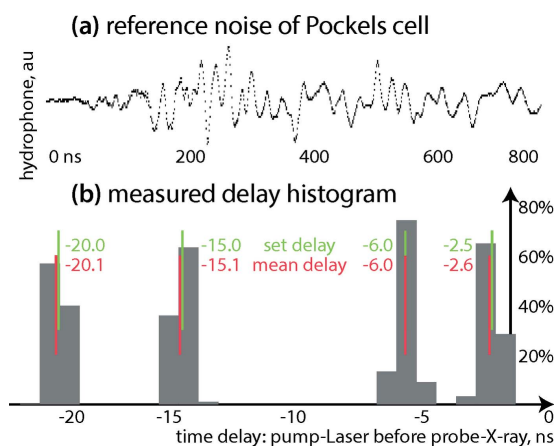 (a) reference noise of Pockels cell
hydrophone, au
0 ns 200 400 600 800
(b) measured delay histogram
80%
-20.0 -15.0 set delay -6.0 -2.5
-20.1 -15.1 mean delay -6.0 -2.6
60%
40%
20%
-20 -15 -10 -5 0
time delay: pump-Laser before probe-X-ray, ns